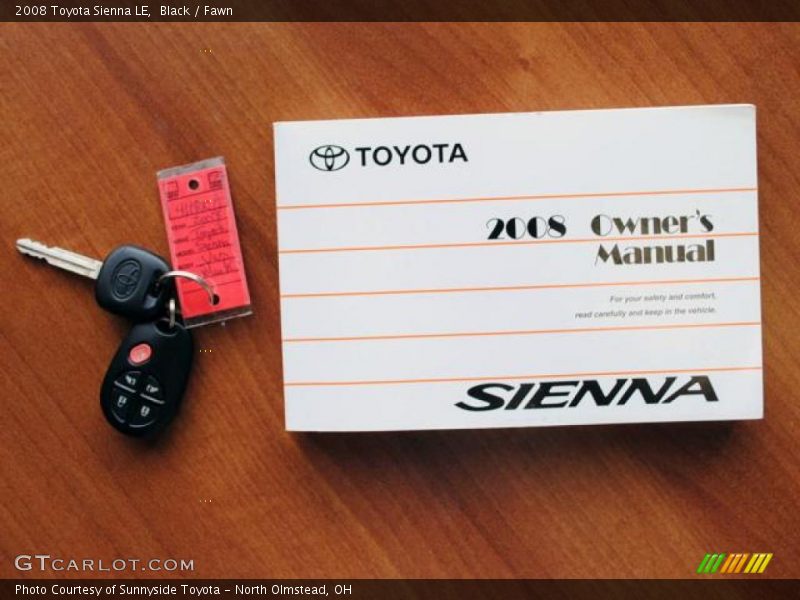 2008 Toyota Sienna LE,  Black / Fawn
TOYOTA
2008 Owner's
Manual
For your safety and comfort,
read carefully and keep in the vehicle.
SIENNA
GTCARLOT.COM
Photo Courtesy of Sunnyside Toyota - North Olmstead, OH